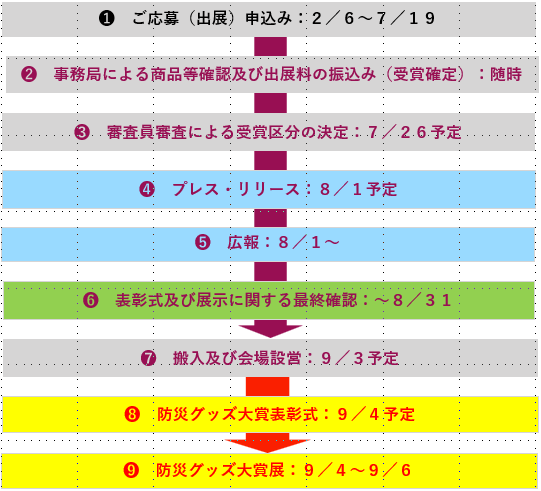 ❶　ご応募（出展）申込み：２／６～７／１９
❷　事務局による商品等確認及び出展料の振込み（受賞確定）：随時
❸　審査員審査による受賞区分の決定：７／２６予定
❹　プレス・リリース：８／１予定
❺　広報：８／１～
❻　表彰式及び展示に関する最終確認：～８／３１
❼　搬入及び会場設営：９／３予定
❽　防災グッズ大賞表彰式：９／４予定
❾　防災グッズ大賞展：９／４～９／６